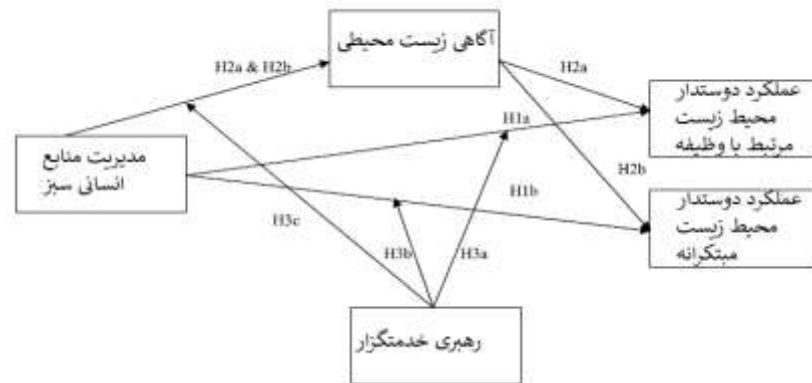 آگاهی زیست محیطی
H2a & H2b
H2a
عملکرد دوستدار
محیط زیست
مرتبط با وظیفه
H1a
مدیریت منابع
انسانی سبز
H2b
H1b
عملکرد دوستدار
محیط زیست
مبتکرانه
H3c
H3b
H3a
رهبری خدمتگزار